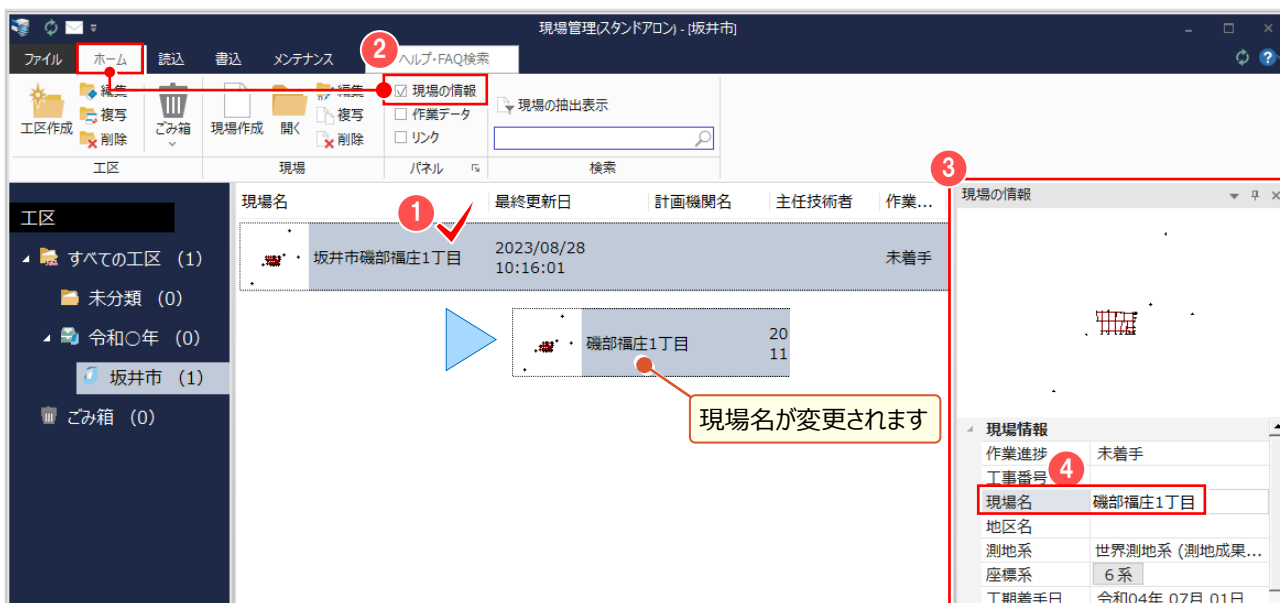 現場管理(スタンドアロン) - [坂井市]
ファイル ホーム 読込 書込 メンテナンス 2 ヘルプ・FAQ検索
工区作成
編集
複写
削除
ごみ箱
工区
現場作成
開く
編集
複写
削除
現場
現場の情報
作業データ
リンク
パネル
現場の抽出表示
検索
工区
すべての工区 (1)
未分類 (0)
令和○年 (0)
坂井市 (1)
ごみ箱 (0)
現場名 最終更新日 計画機関名 主任技術者 作業...
1
坂井市磯部福庄1丁目 2023/08/28 未着手
10:16:01
磯部福庄1丁目 20
11
現場名が変更されます
3
現場の情報
現場情報
作業進捗 未着手
工事番号 4
現場名 磯部福庄1丁目
地区名
測地系 世界測地系 (測地成果...
座標系 6系
工期着手日 令和04年 07月 01日